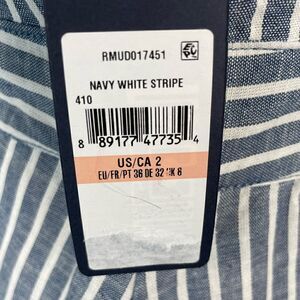 RMUD017451
NAVY WHITE STRIPE
410
8 89177 47735 4
US/CA 2
EU/FR/PT 36 DE 32 UK 6